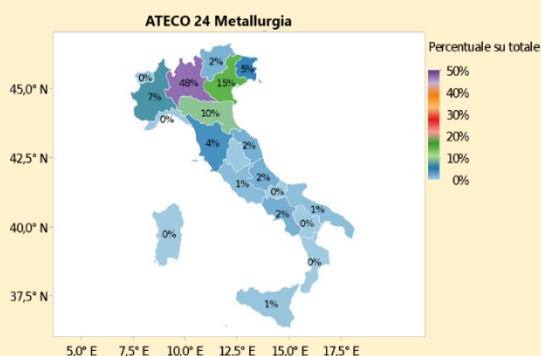 ATECO 24 Metallurgia
Percentuale su totale
50%
40%
30%
20%
10%
0%
45,0° N
42,5° N
40,0° N
37,5° N
2%
5%
0%
48%
15%
7%
0%
10%
4%
2%
2%
1%
0%
2%
1%
0%
0%
0%
1%
5,0° E
7,5° E
10,0° E
12,5° E
15,0° E
17,5° E